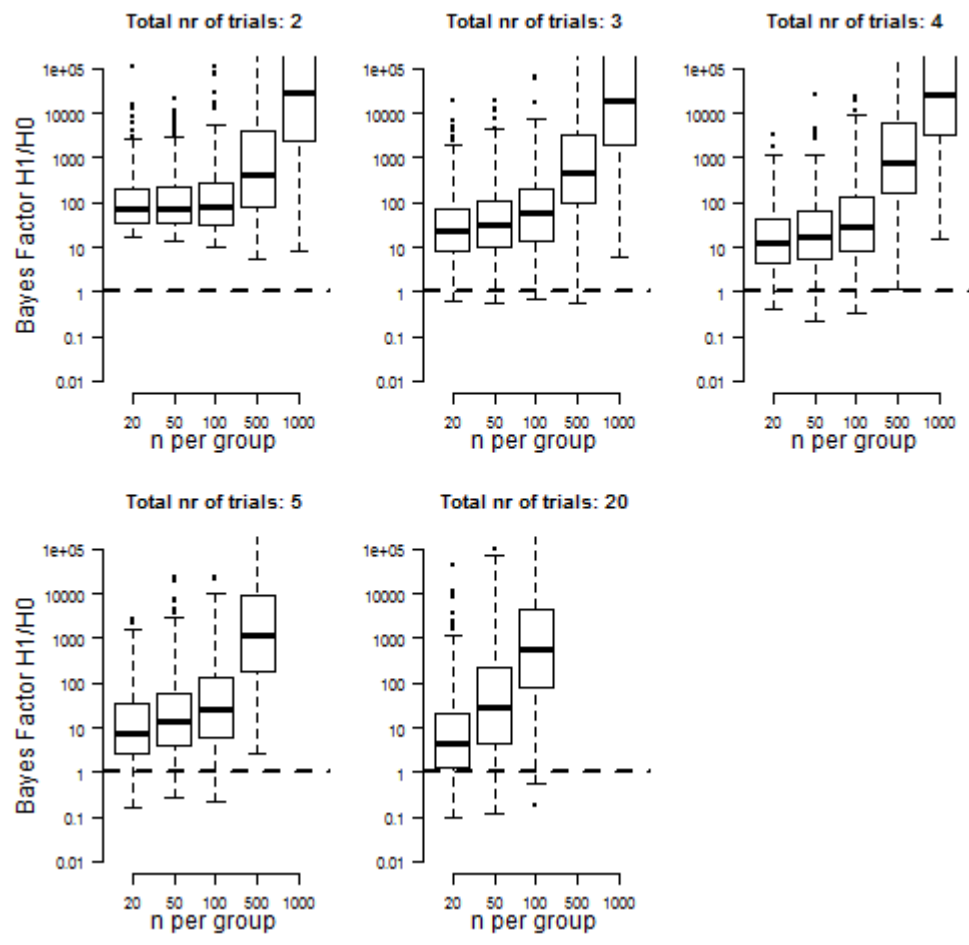 Total nr of trials: 2
Bayes Factor H1/H0
1e+05
10000
1000
100
10
1
0.1
0.01
20 50 100 500 1000
n per group
Total nr of trials: 3
1e+05
10000
1000
100
10
1
0.1
0.01
20 50 100 500 1000
n per group
Total nr of trials: 4
1e+05
10000
1000
100
10
1
0.1
0.01
20 50 100 500 1000
n per group
Total nr of trials: 5
Bayes Factor H1/H0
1e+05
10000
1000
100
10
1
0.1
0.01
20 50 100 500 1000
n per group
Total nr of trials: 20
1e+05
10000
1000
100
10
1
0.1
0.01
20 50 100 500 1000
n per group